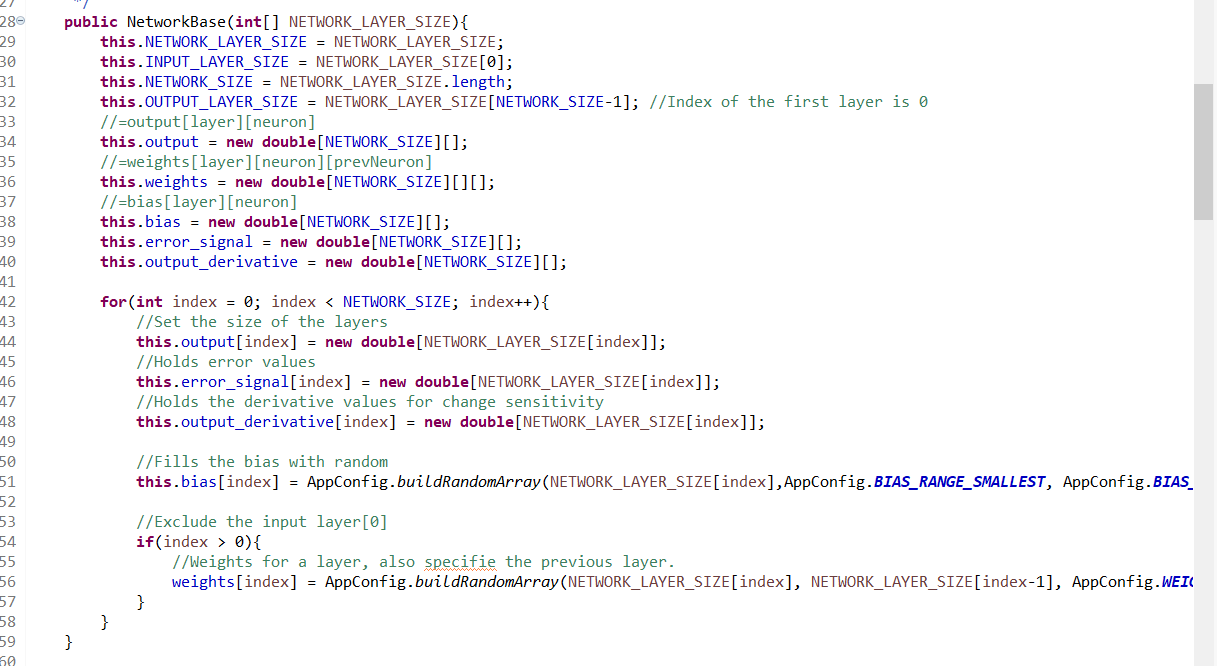 27 */
28 public NetworkBase(int[] NETWORK_LAYER_SIZE){
29 this.NETWORK_LAYER_SIZE = NETWORK_LAYER_SIZE;
30 this.INPUT_LAYER_SIZE = NETWORK_LAYER_SIZE[0];
31 this.NETWORK_SIZE = NETWORK_LAYER_SIZE.length;
32 this.OUTPUT_LAYER_SIZE = NETWORK_LAYER_SIZE[NETWORK_SIZE-1]; //Index of the first layer is 0
33 //=output[layer][neuron]
34 this.output = new double[NETWORK_SIZE][];
35 //=weights[layer][neuron][prevNeuron]
36 this.weights = new double[NETWORK_SIZE][][];
37 //=bias[layer][neuron]
38 this.bias = new double[NETWORK_SIZE][];
39 this.error_signal = new double[NETWORK_SIZE][];
40 this.output_derivative = new double[NETWORK_SIZE][];
41
42 for(int index = 0; index < NETWORK_SIZE; index++){
43 //Set the size of the layers
44 this.output[index] = new double[NETWORK_LAYER_SIZE[index]];
45 //Holds error values
46 this.error_signal[index] = new double[NETWORK_LAYER_SIZE[index]];
47 //Holds the derivative values for change sensitivity
48 this.output_derivative[index] = new double[NETWORK_LAYER_SIZE[index]];
49
50 //Fills the bias with random
51 this.bias[index] = AppConfig.buildRandomArray(NETWORK_LAYER_SIZE[index],AppConfig.BIAS_RANGE_SMALLEST, AppConfig.BIAS_
52
53 //Exclude the input layer[0]
54 if(index > 0){
55 //Weights for a layer, also specifie the previous layer.
56 weights[index] = AppConfig.buildRandomArray(NETWORK_LAYER_SIZE[index], NETWORK_LAYER_SIZE[index-1], AppConfig.WEIG
57 }
58 }
59 }
60